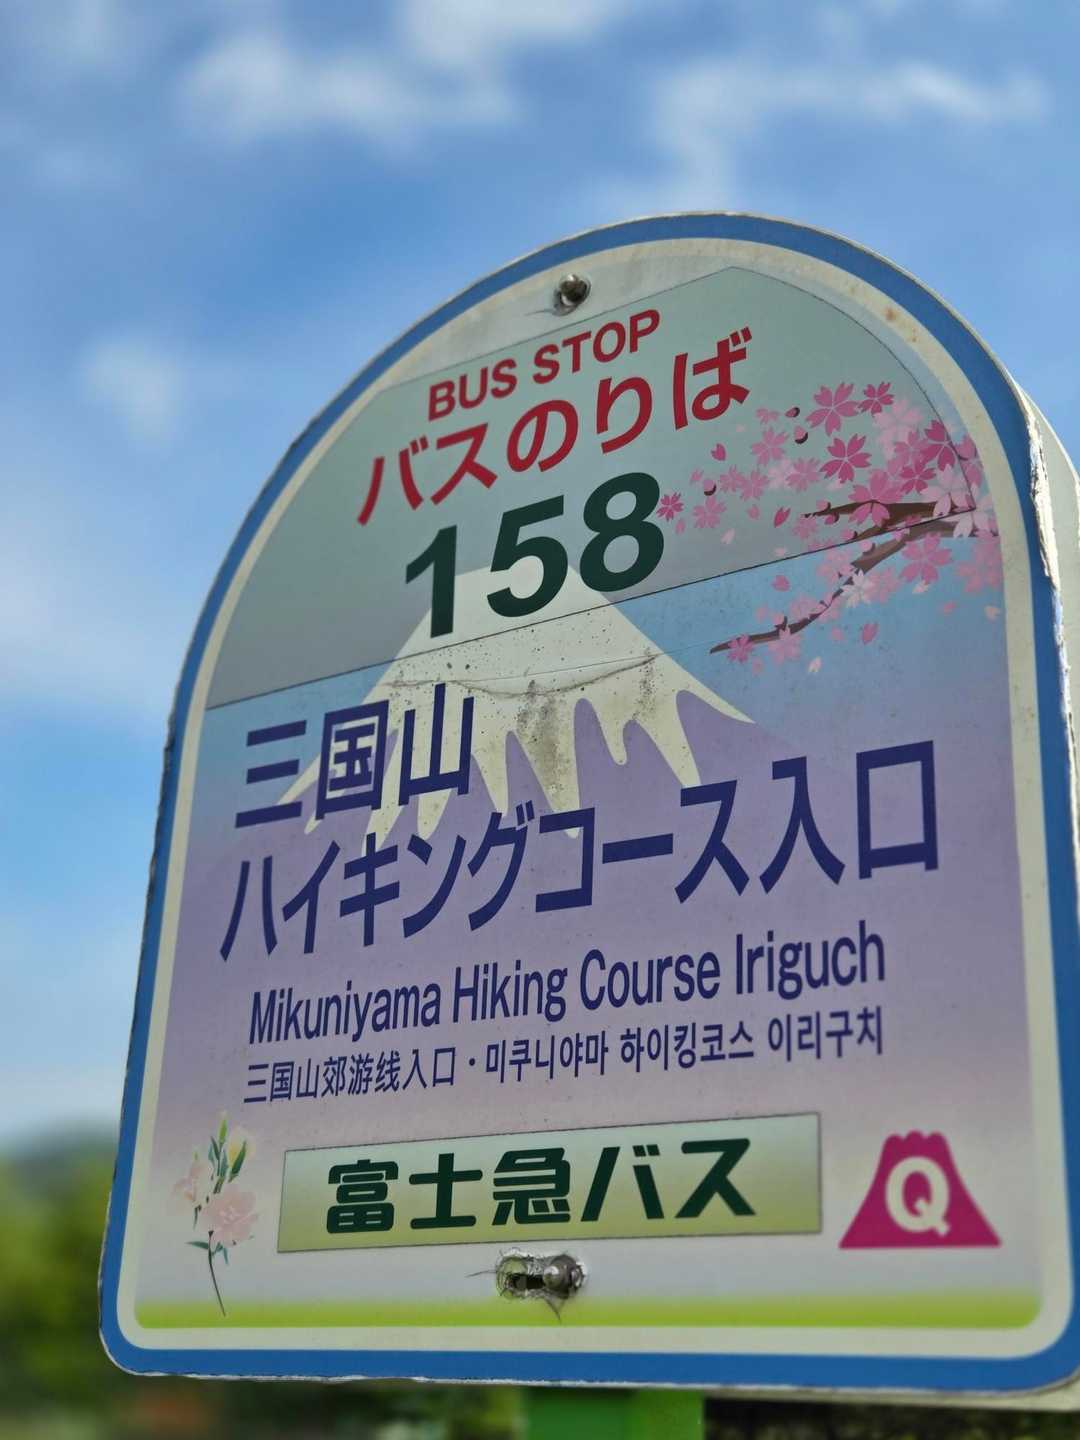 BUS STOP
バスのりば
158
三国山
ハイキングコース入口
Mikuniyama Hiking Course Iriguch
三国山郊游线入口・미쿠니야마 하이킹코스 이리구치
富士急バス
Q